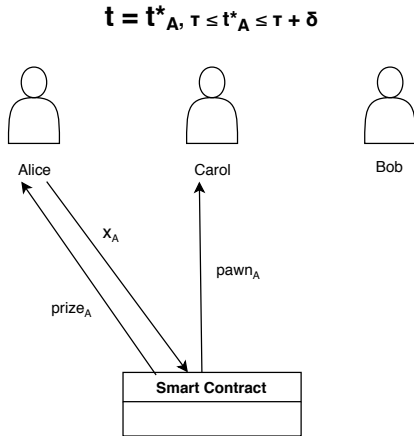 t = t*A, τ ≤ t*A ≤ τ + δ
Alice
Carol
Bob
xA
prizeA
pawnA
Smart Contract